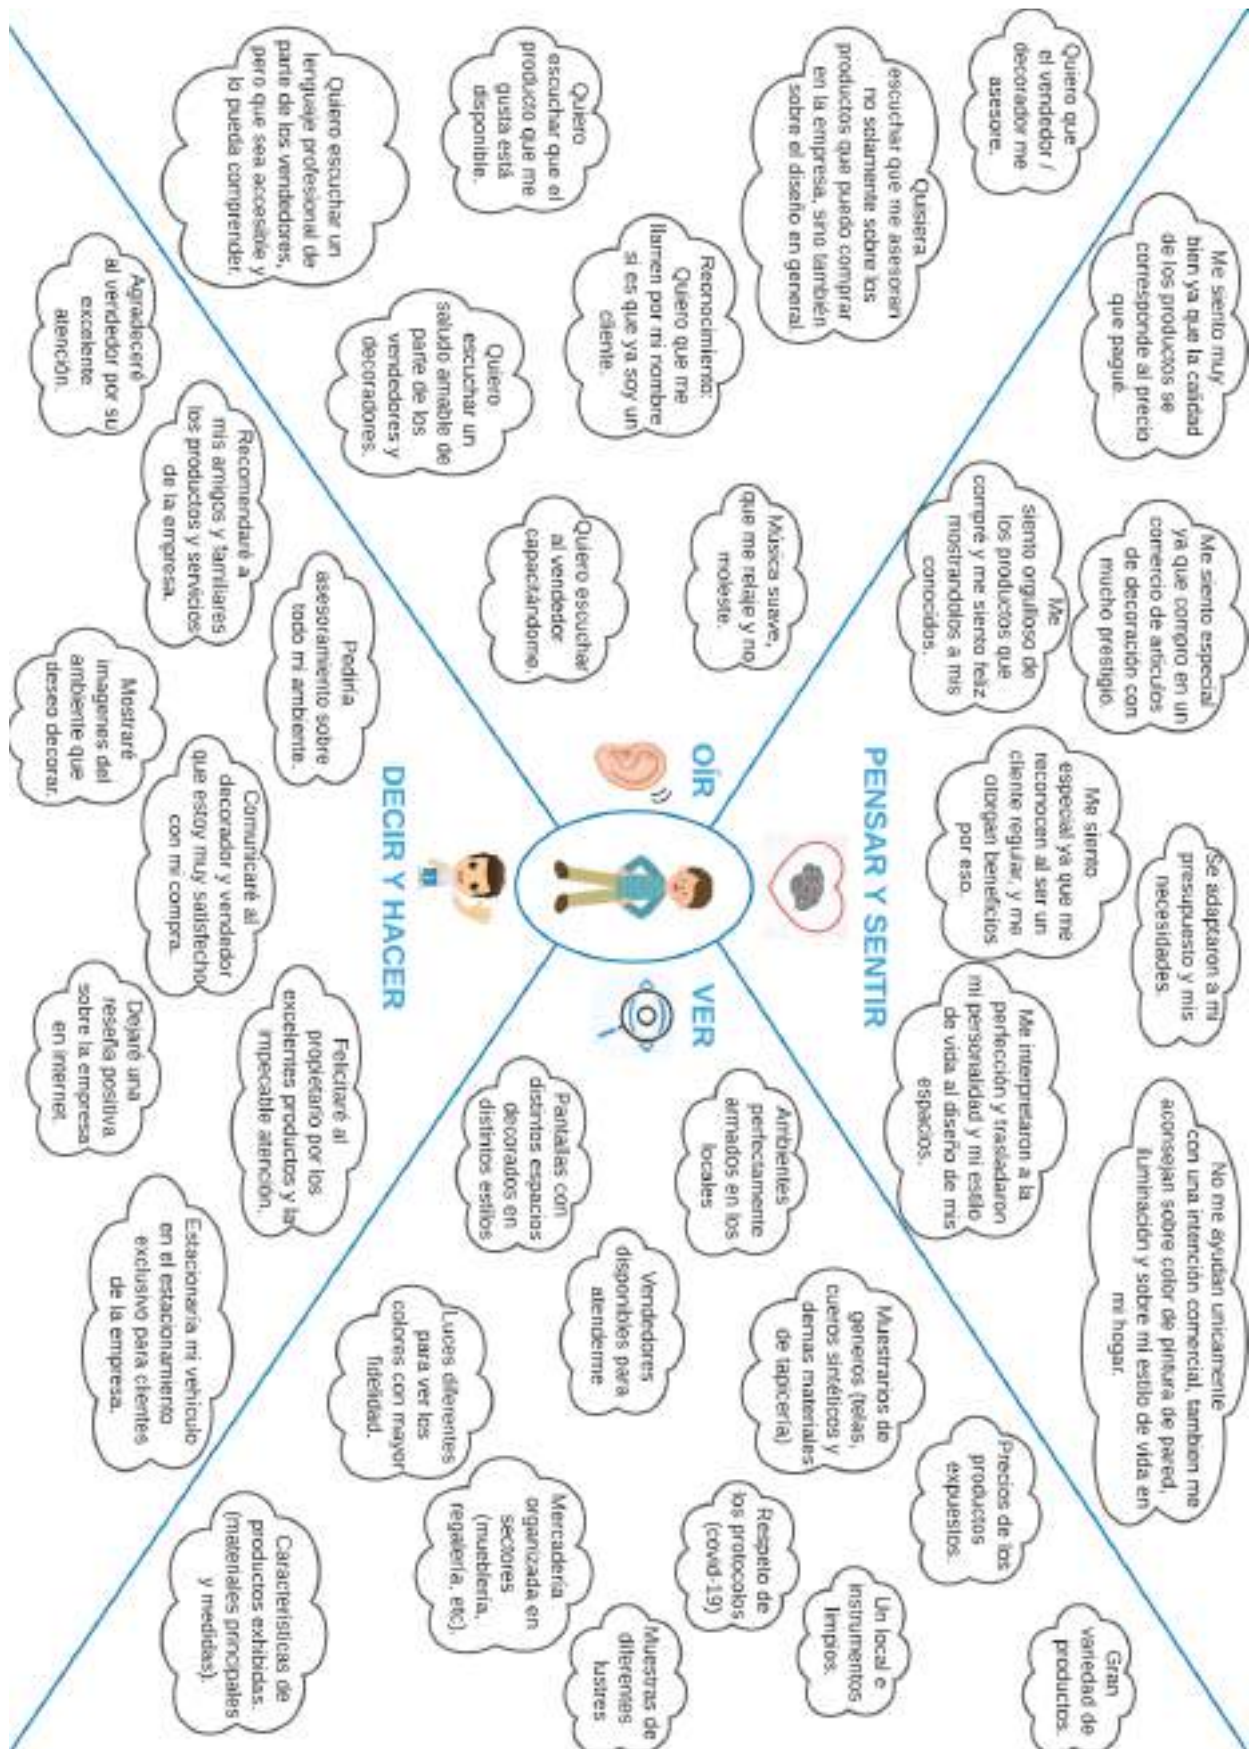 PENSAR Y SENTIR
Me siento muy
bien ya que la calidad
de los productos se
corresponde al precio
que pagué.
Me siento especial
ya que compro en un
comercio de artículos
de decoración con
mucho prestigio.
Me
siento orgulloso de
los productos que
compré y me siento feliz
mostrandolos a mis
conocidos.
Me siento
especial ya que me
reconocen al ser un
cliente regular, y me
otorgan beneficios
por eso.
Se adaptaron a mi
presupuesto y mis
necesidades.
Me interpretaron a la
perfección y trasladaron
mi personalidad y mi estilo
de vida al diseño de mis
espacios.
No me ayudan unicamente
con una intención comercial, tambien me
aconsejan sobre color de pintura de pared,
iluminación y sobre mi estilo de vida en
mi hogar.
OÍR
Quiero que
el vendedor /
decorador me
asesore.
Quisiera
escuchar que me asesoran
no solamente sobre los
productos que puedo comprar
en la empresa, sino también
sobre el diseño en general
Quiero
escuchar que el
producto que me
gusta está
disponible.
Quiero escuchar un
lenguaje profesional de
parte de los vendedores,
pero que sea accesible y
lo pueda comprender.
Reconocimiento:
Quiero que me
llamen por mi nombre
si es que ya soy un
cliente.
Quiero
escuchar un
saludo amable de
parte de los
vendedores y
decoradores.
Música suave,
que me relaje y no
moleste.
Quiero escuchar
al vendedor
capacitándome.
VER
Ambientes
perfectamente
armados en los
locales
Pantallas con
distintos espacios
decorados en
distintos estilos
Vendedores
disponibles para
atenderme
Muestrarios de
generos (telas,
cueros sintéticos y
demas materiales
de tapicería)
Luces diferentes
para ver los
colores con mayor
fidelidad.
Precios de los
productos
expuestos.
Respeto de
los protocolos
(covid-19)
Mercadería
organizada en
sectores
(mueblería,
regalería, etc).
Un local e
instrumentos
limpios.
Muestras de
diferentes
lustres
Gran
variedad de
productos.
Características de
productos exhibidas.
(materiales principales
y medidas).
DECIR Y HACER
Agradeceré
al vendedor por su
excelente
atención.
Recomendaré a
mis amigos y familiares
los productos y servicios
de la empresa.
Pediría
asesoramiento sobre
todo mi ambiente.
Mostraré
imagenes del
ambiente que
deseo decorar.
Comunicaré al
decorador y vendedor
que estoy muy satisfecho
con mi compra.
Felicitaré al
propietario por los
excelentes productos y la
impecable atención.
Dejaré una
reseña positiva
sobre la empresa
en internet.
Estacionaría mi vehículo
en el estacionamiento
exclusivo para clientes
de la empresa.